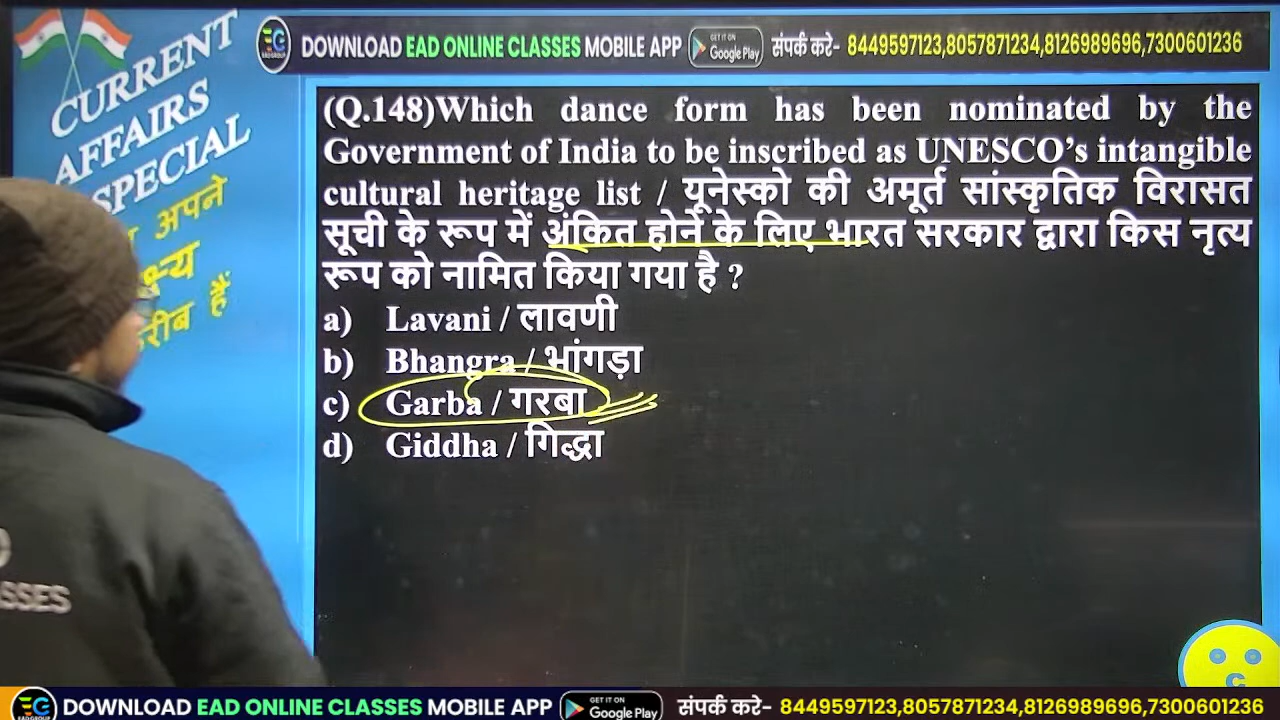 DOWNLOAD EAD ONLINE CLASSES MOBILE APP GET IT ON Google Play संपर्क करे- 8449597123,8057871234,8126989696,7300601236
CURRENT
AFFAIRS
SPECIAL
अपने
करीब हैं
(Q.148)Which dance form has been nominated by the
Government of India to be inscribed as UNESCO’s intangible
cultural heritage list / यूनेस्को की अमूर्त सांस्कृतिक विरासत
सूची के रूप में अंकित होने के लिए भारत सरकार द्वारा किस नृत्य
रूप को नामित किया गया है ?
a) Lavani / लावणी
b) Bhangra / भांगड़ा
c) Garba / गरबा
d) Giddha / गिद्धा
DOWNLOAD EAD ONLINE CLASSES MOBILE APP GET IT ON Google Play संपर्क करे- 8449597123,8057871234,8126989696,7300601236